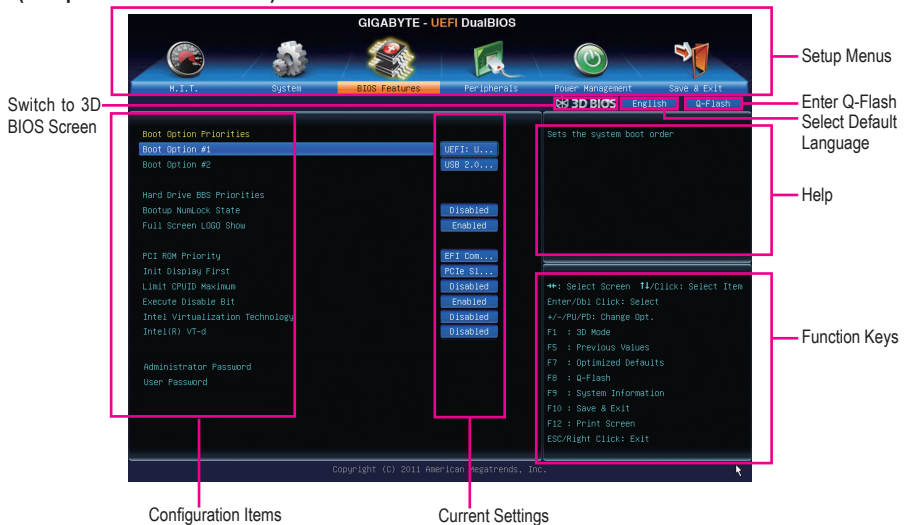 GIGABYTE - UEFI DualBIOS
Setup Menus
M.I.T.
System
BIOS Features
Peripherals
Power Management
Save & Exit
Switch to 3D
BIOS Screen
3D BIOS
English
Q-Flash
Enter Q-Flash
Select Default
Language
Boot Option Priorities
Boot Option #1 UEFI: U...
Boot Option #2 USB 2.0...
Hard Drive BBS Priorities
Bootup NumLock State Disabled
Full Screen LOGO Show Enabled
PCI ROM Priority EFI Com...
Init Display First PCIe Sl...
Limit CPUID Maximum Disabled
Execute Disable Bit Enabled
Intel Virtualization Technology Disabled
Intel(R) VT-d Disabled
Administrator Password
User Password
Sets the system boot order
Help
: Select Screen ↑↓/Click: Select Item
Enter/Dbl Click: Select
+/-/PU/PD: Change Opt.
F1 : 3D Mode
F5 : Previous Values
F7 : Optimized Defaults
F8 : Q-Flash
F9 : System Information
F10 : Save & Exit
F12 : Print Screen
ESC/Right Click: Exit
Function Keys
Copyright (C) 2011 American Megatrends, Inc.
Configuration Items
Current Settings